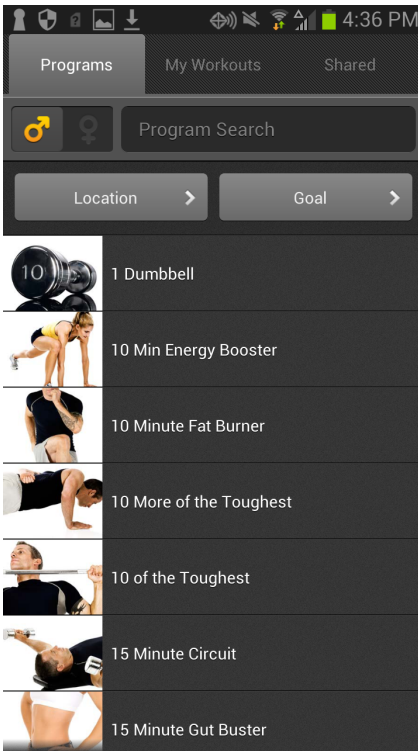 4:36 PM
Programs My Workouts Shared
Program Search
Location Goal
10
1 Dumbbell
10 Min Energy Booster
10 Minute Fat Burner
10 More of the Toughest
10 of the Toughest
15 Minute Circuit
15 Minute Gut Buster